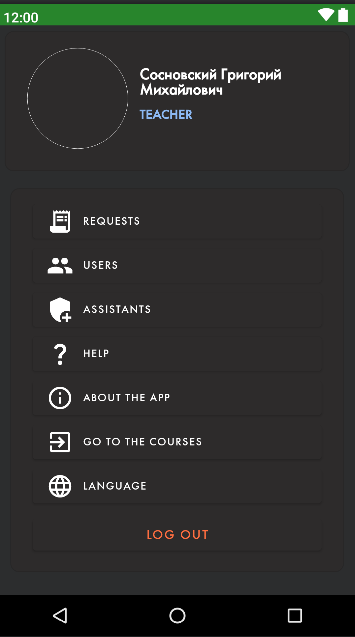 12:00
Сосновский Григорий
Михайлович
TEACHER
REQUESTS
USERS
ASSISTANTS
HELP
ABOUT THE APP
GO TO THE COURSES
LANGUAGE
LOG OUT